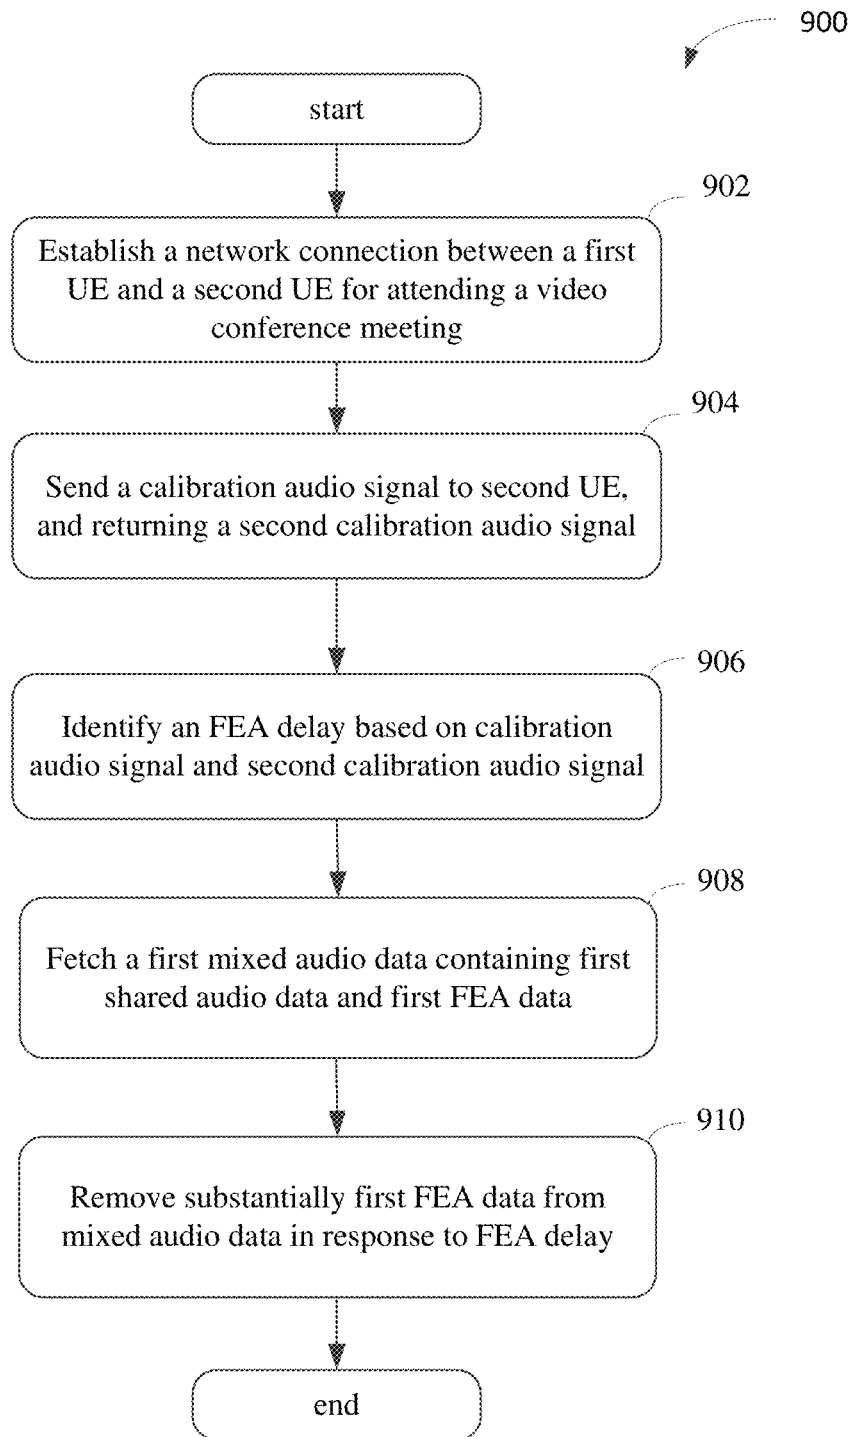 900
start
902
Establish a network connection between a first
UE and a second UE for attending a video
conference meeting
904
Send a calibration audio signal to second UE,
and returning a second calibration audio signal
906
Identify an FEA delay based on calibration
audio signal and second calibration audio signal
908
Fetch a first mixed audio data containing first
shared audio data and first FEA data
910
Remove substantially first FEA data from
mixed audio data in response to FEA delay
end